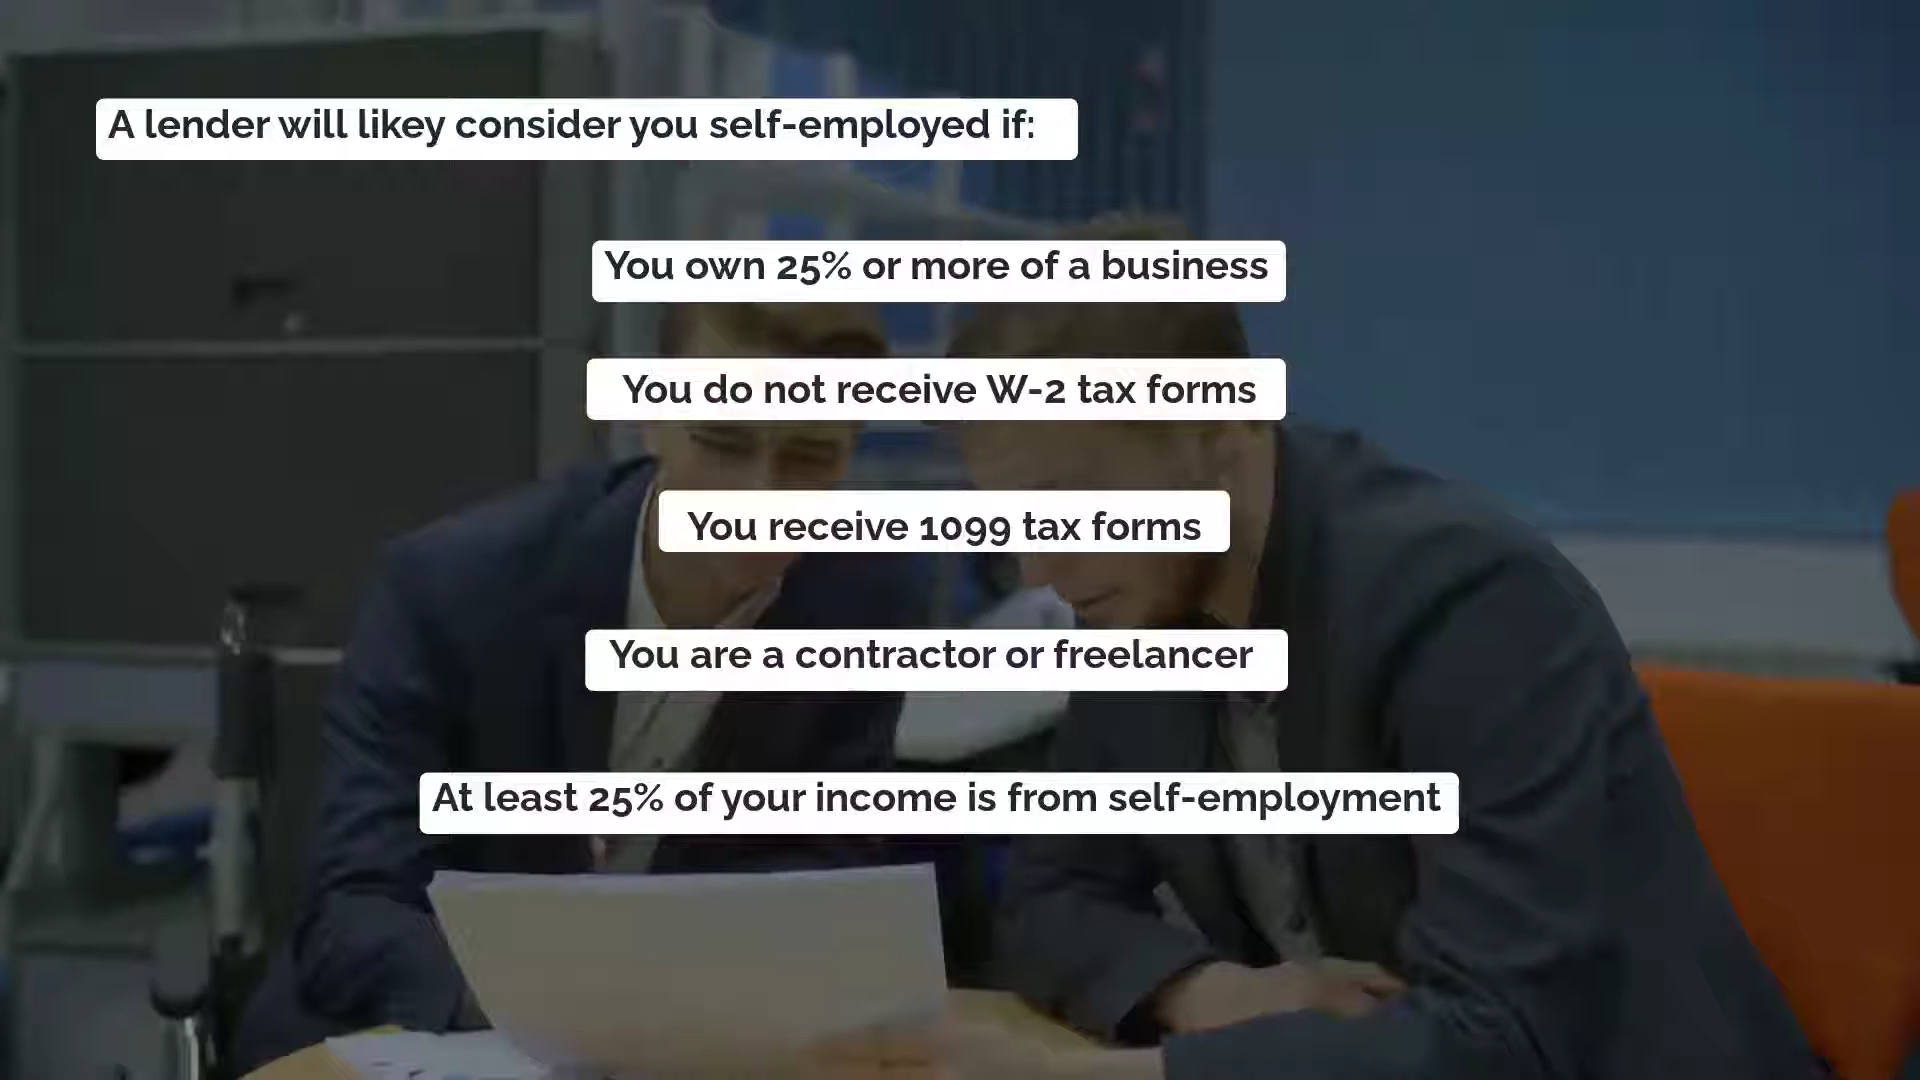 A lender will likey consider you self-employed if:
You own 25% or more of a business
You do not receive W-2 tax forms
You receive 1099 tax forms
You are a contractor or freelancer
At least 25% of your income is from self-employment